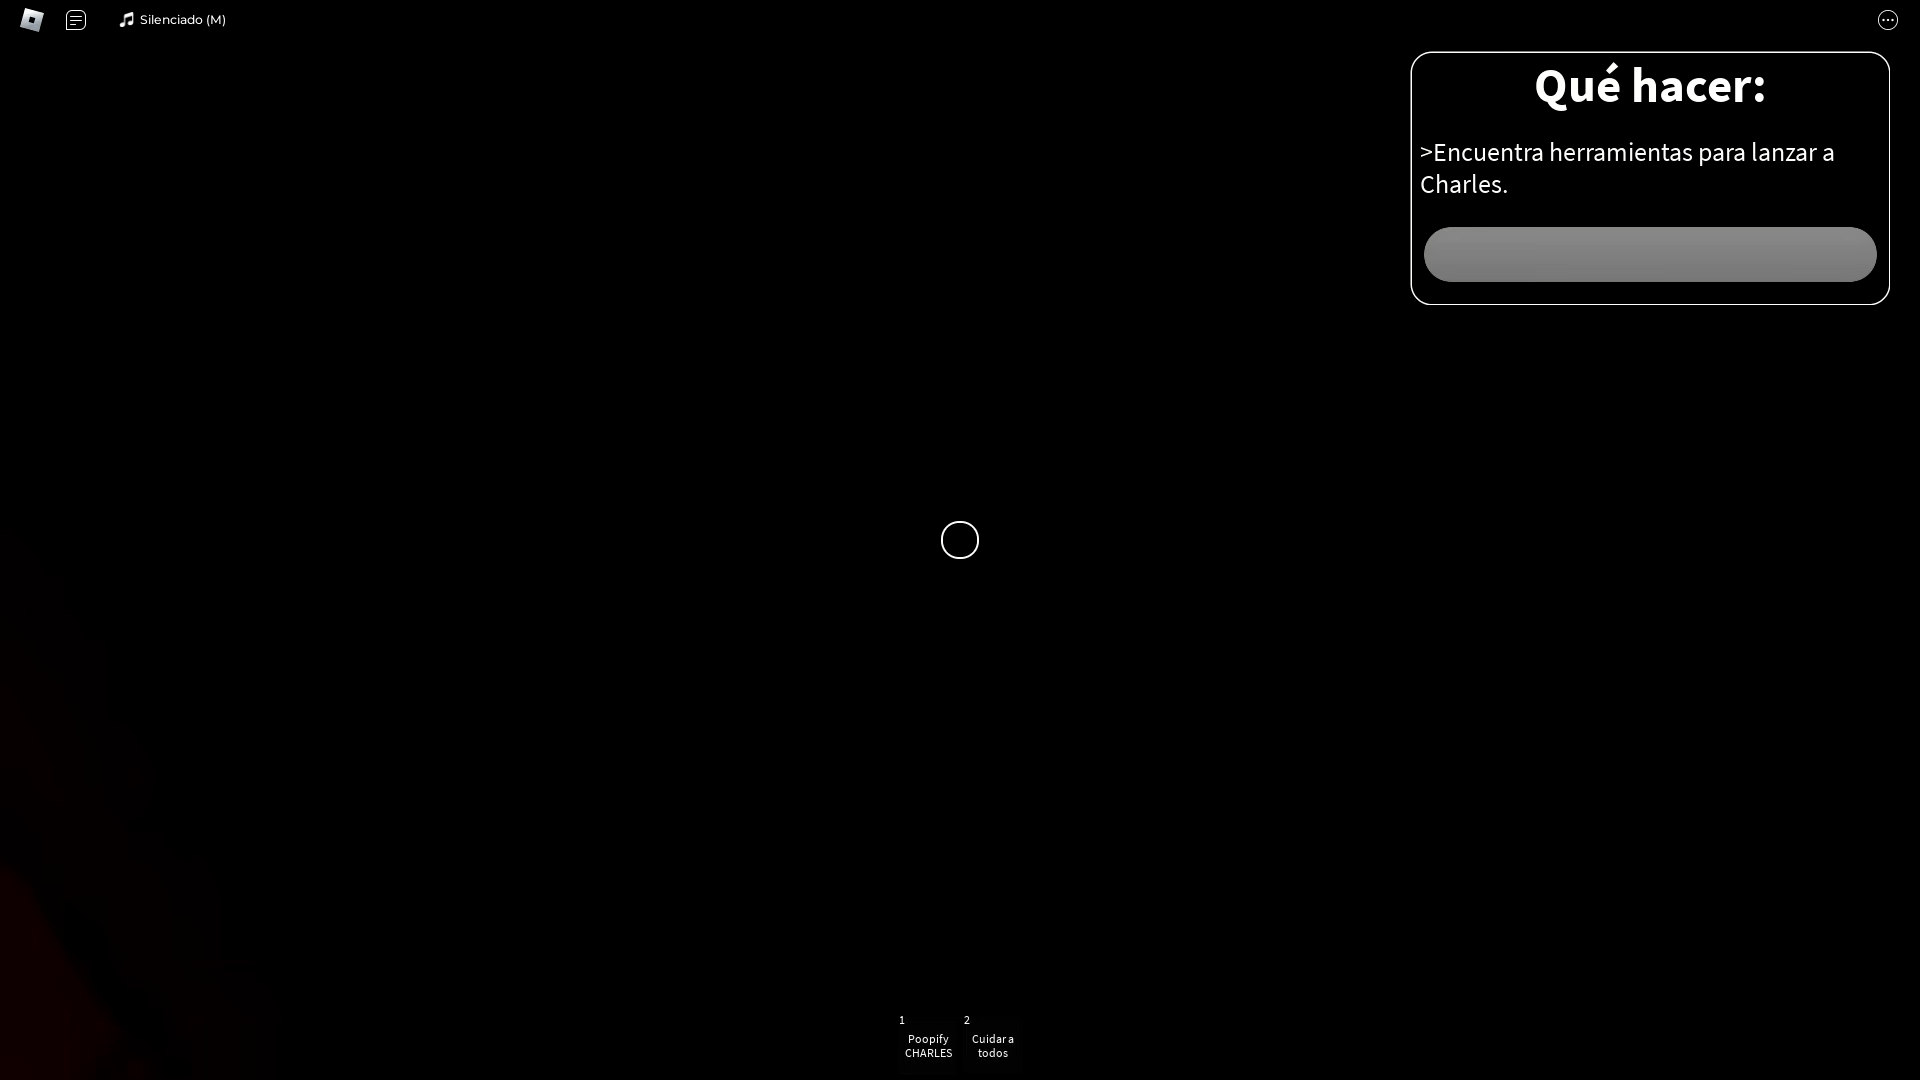 Silenciado (M)
Qué hacer:
>Encuentra herramientas para lanzar a
Charles.
1
Poopify
CHARLES
2
Cuidar a
todos